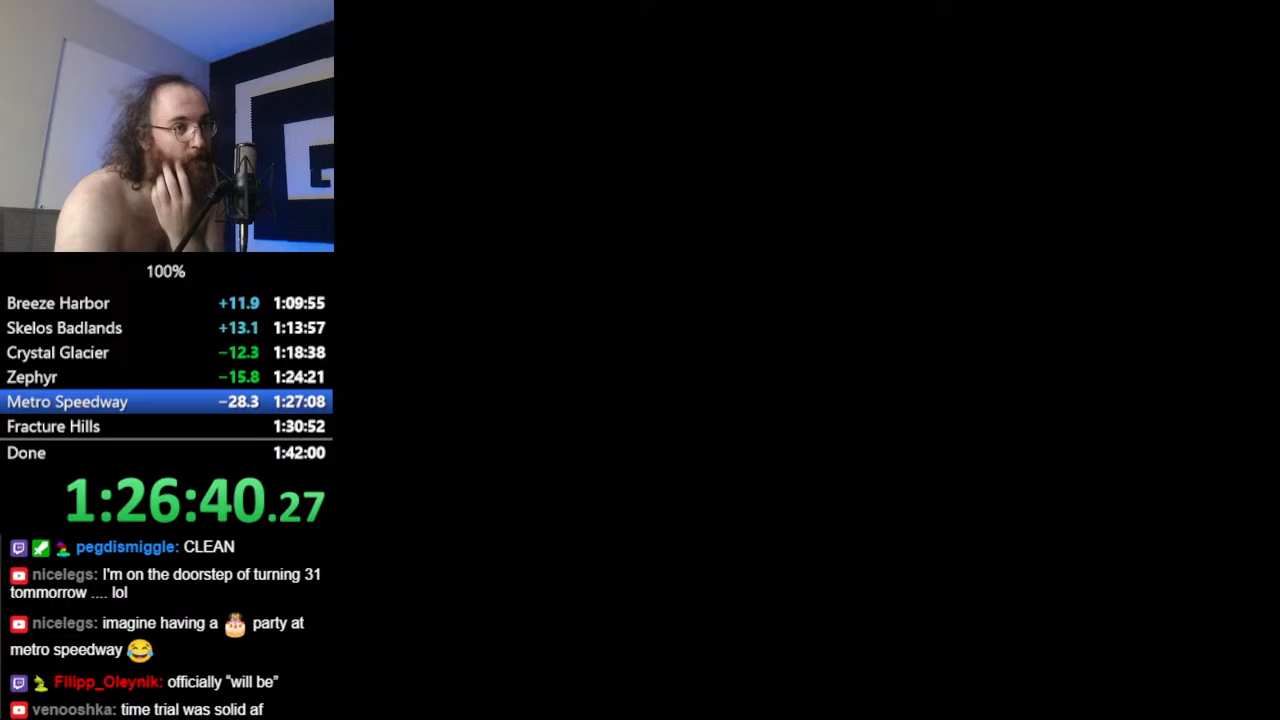 100%
Breeze Harbor +11.9 1:09:55
Skelos Badlands +13.1 1:13:57
Crystal Glacier −12.3 1:18:38
Zephyr −15.8 1:24:21
Metro Speedway −28.3 1:27:08
Fracture Hills 1:30:52
Done 1:42:00
1:26:40.27
pegdismiggle: CLEAN
nicelegs: I'm on the doorstep of turning 31
tommorrow .... lol
nicelegs: imagine having a 🎂 party at
metro speedway 😂
Filipp_Oleynik: officially “will be”
venooshka: time trial was solid af